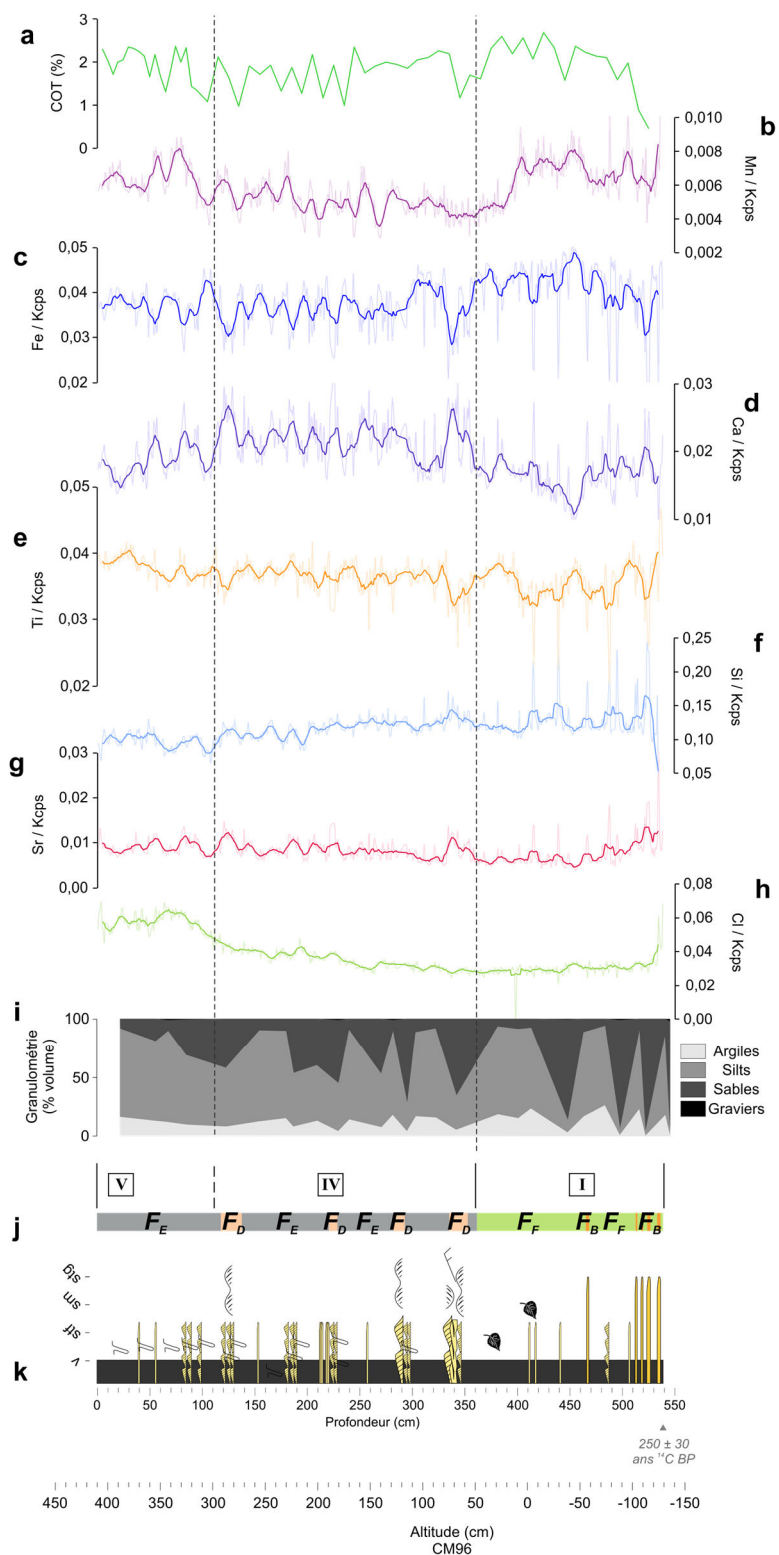 a
COT (%)
3
2
1
0
b
Mn / Kcps
0,010
0,008
0,006
0,004
0,002
c
Fe / Kcps
0,05
0,04
0,03
0,02
d
Ca / Kcps
0,03
0,02
0,01
e
Ti / Kcps
0,05
0,04
0,03
0,02
f
Si / Kcps
0,25
0,20
0,15
0,10
0,05
g
Sr / Kcps
0,03
0,02
0,01
0,00
h
Cl / Kcps
0,08
0,06
0,04
0,02
0,00
i
Granulométrie
(% volume)
100
50
0
Argiles
Silts
Sables
Graviers
V IV I
j
FE FD FE FD FE FD FD FF FB FF FB
k
stg
sm
stf
v
0 50 100 150 200 250 300 350 400 450 500 550
Profondeur (cm)
250 ± 30
ans 14C BP
450 400 350 300 250 200 150 100 50 0 -50 -100 -150
Altitude (cm)
CM96